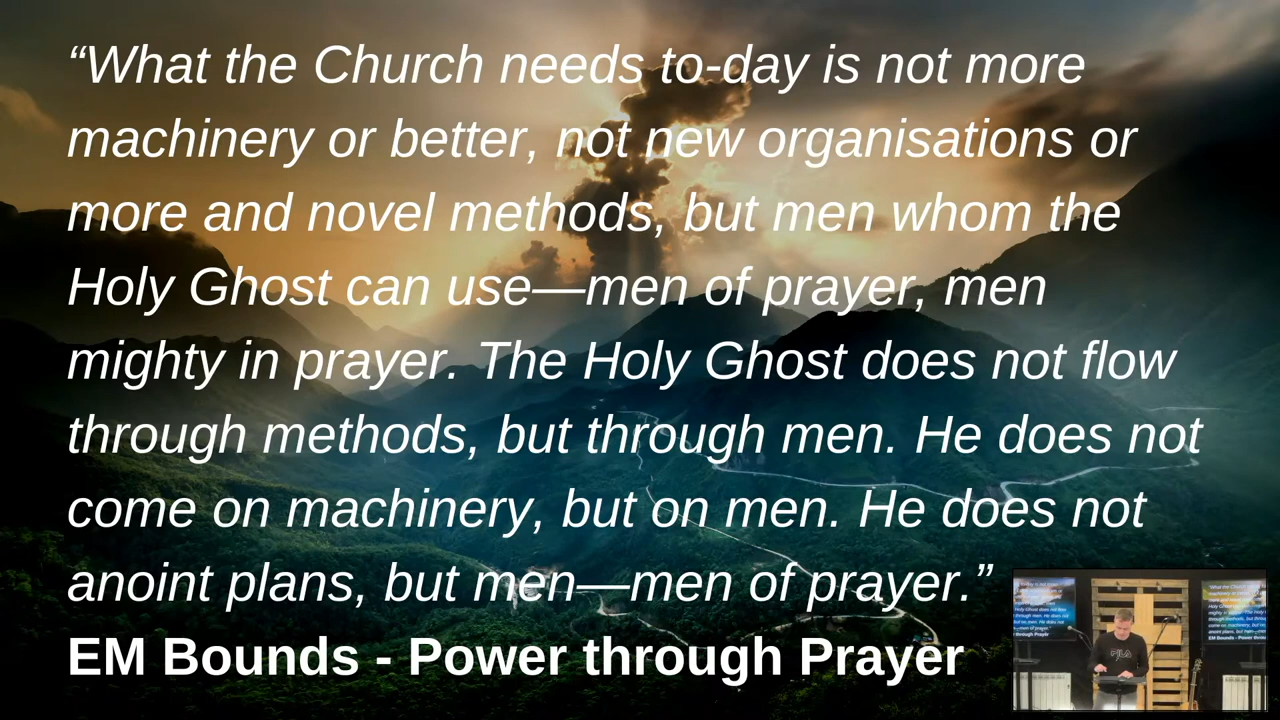 “What the Church needs to-day is not more
machinery or better, not new organisations or
more and novel methods, but men whom the
Holy Ghost can use—men of prayer, men
mighty in prayer. The Holy Ghost does not flow
through methods, but through men. He does not
come on machinery, but on men. He does not
anoint plans, but men—men of prayer.”
EM Bounds - Power through Prayer
FILA